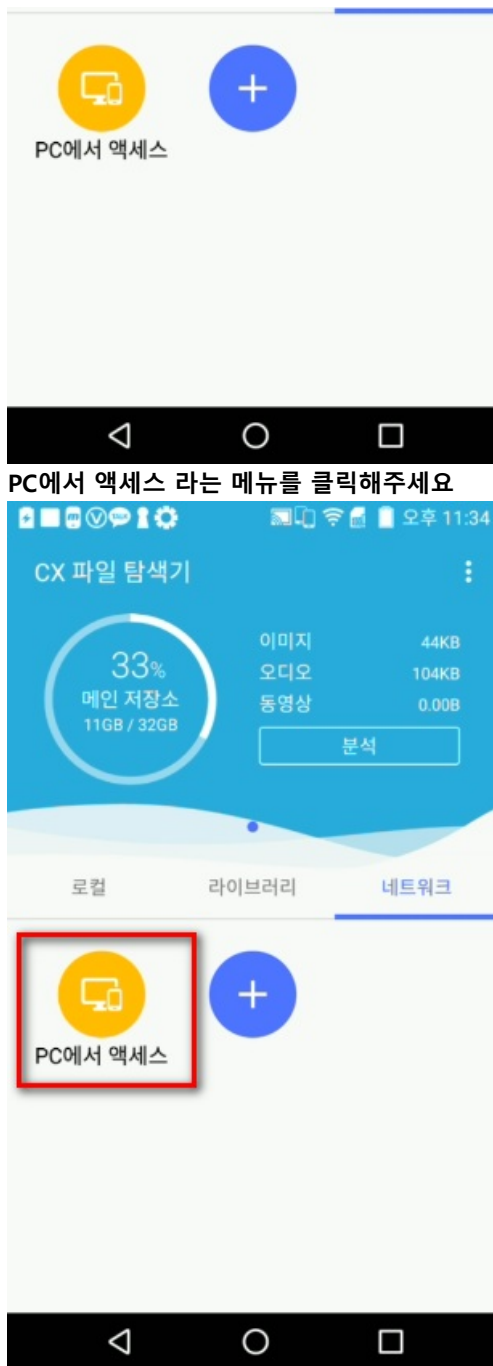 PC에서 액세스
PC에서 액세스 라는 메뉴를 클릭해주세요
오후 11:34
CX 파일 탐색기
33%
메인 저장소
11GB / 32GB
이미지 44KB
오디오 104KB
동영상 0.00B
분석
로컬 라이브러리 네트워크
PC에서 액세스